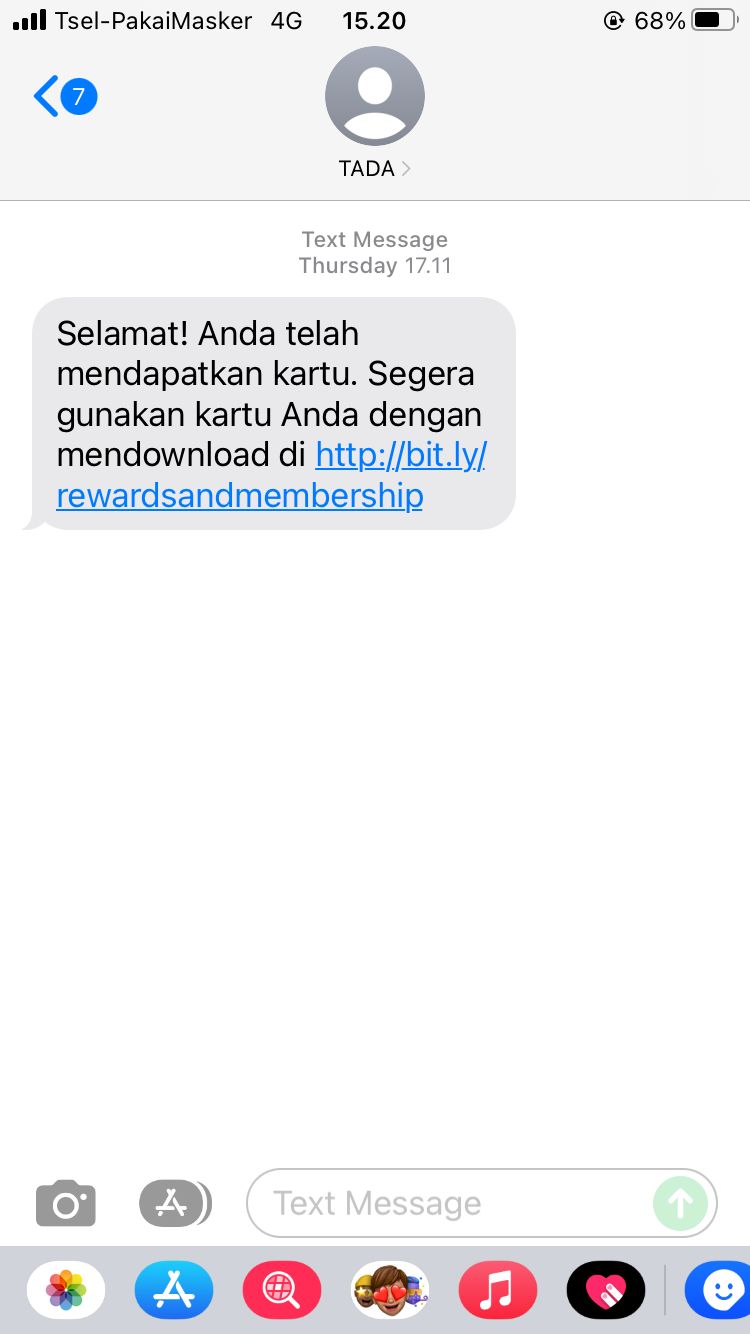 Tsel-PakaiMasker 4G 15.20 68%
7
TADA
Text Message
Thursday 17.11
Selamat! Anda telah
mendapatkan kartu. Segera
gunakan kartu Anda dengan
mendownload di http://bit.ly/
rewardsandmembership
Text Message